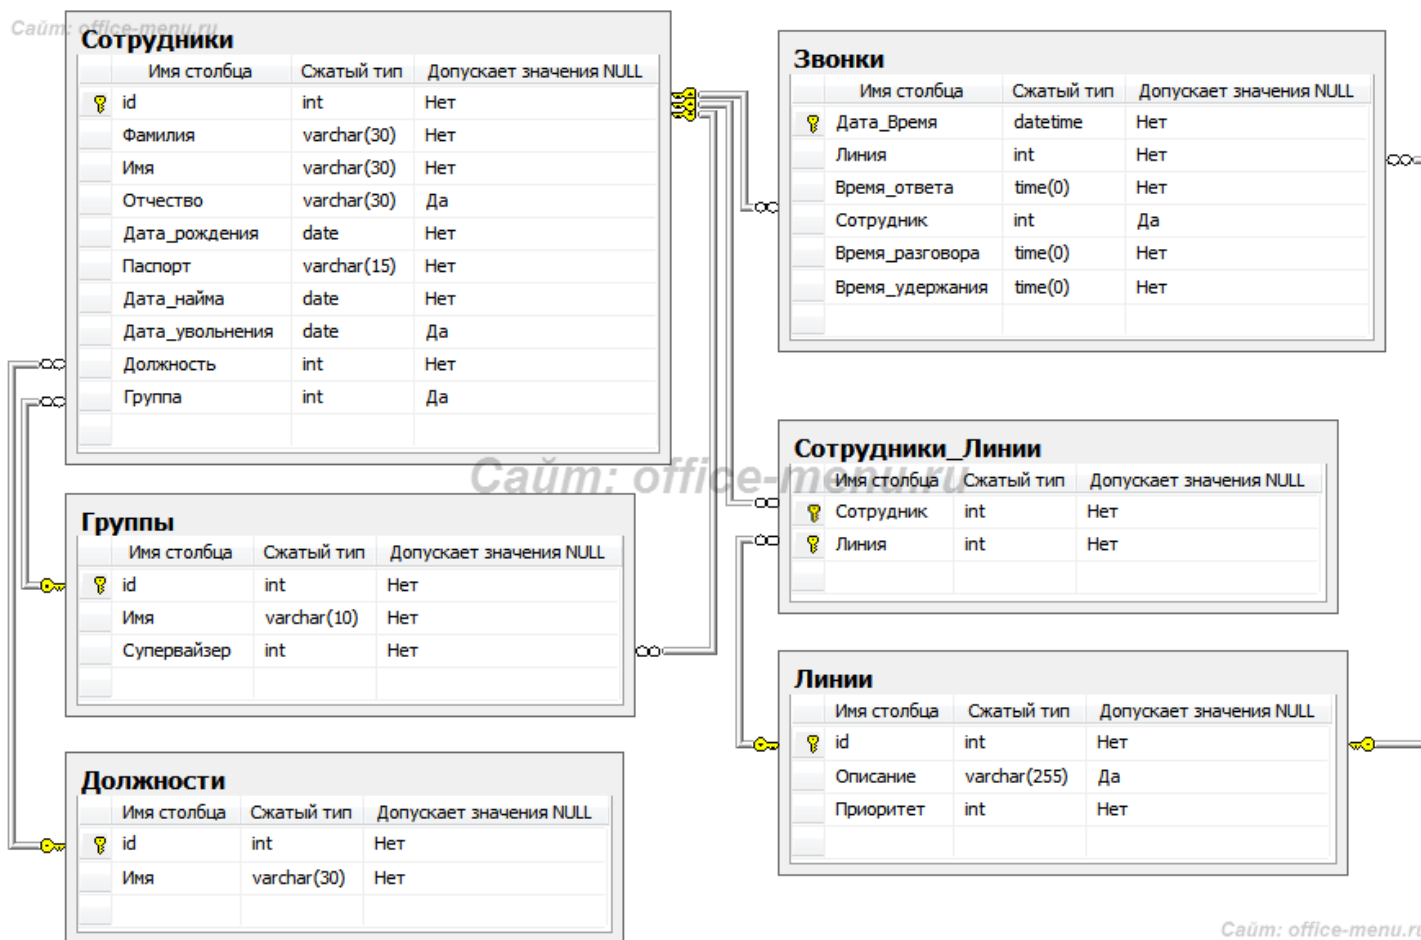 Сайт: office-menu.ru
Сотрудники
Имя столбца Сжатый тип Допускает значения NULL
id int Нет
Фамилия varchar(30) Нет
Имя varchar(30) Нет
Отчество varchar(30) Да
Дата_рождения date Нет
Паспорт varchar(15) Нет
Дата_найма date Нет
Дата_увольнения date Да
Должность int Нет
Группа int Да
Звонки
Имя столбца Сжатый тип Допускает значения NULL
Дата_Время datetime Нет
Линия int Нет
Время_ответа time(0) Нет
Сотрудник int Да
Время_разговора time(0) Нет
Время_удержания time(0) Нет
Сайт: office-menu.ru
Группы
Имя столбца Сжатый тип Допускает значения NULL
id int Нет
Имя varchar(10) Нет
Супервайзер int Нет
Сотрудники_Линии
Имя столбца Сжатый тип Допускает значения NULL
Сотрудник int Нет
Линия int Нет
Должности
Имя столбца Сжатый тип Допускает значения NULL
id int Нет
Имя varchar(30) Нет
Линии
Имя столбца Сжатый тип Допускает значения NULL
id int Нет
Описание varchar(255) Да
Приоритет int Нет
Сайт: office-menu.ru